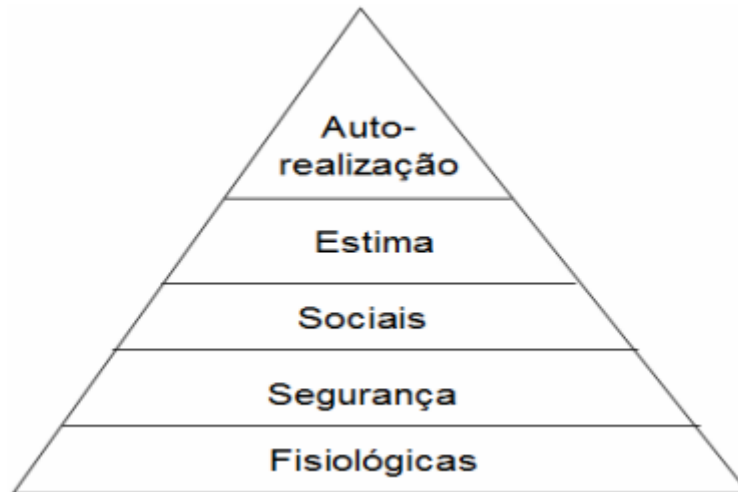 Auto-
realização
Estima
Sociais
Segurança
Fisiológicas